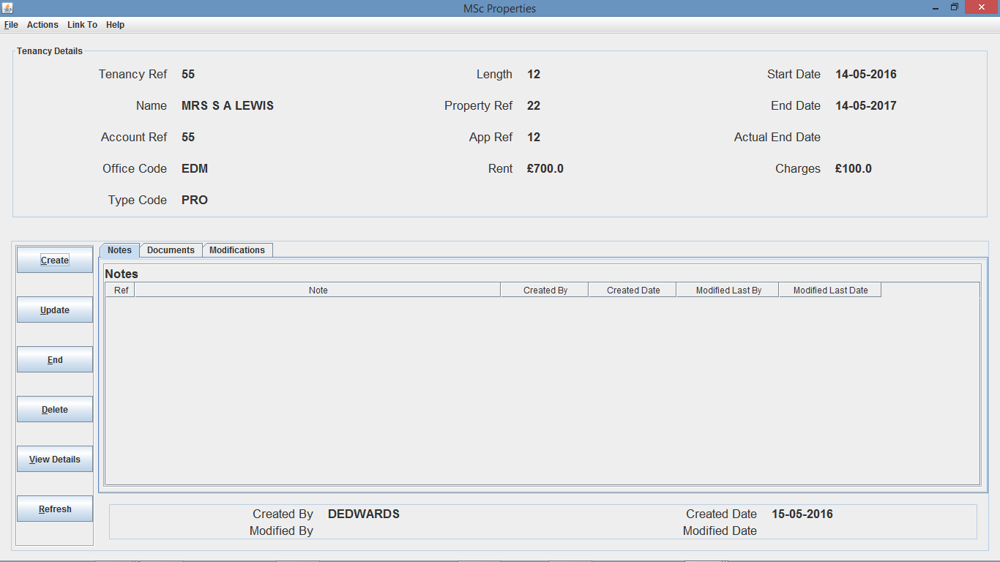 MSc Properties
File Actions Link To Help
Tenancy Details
Tenancy Ref 55 Length 12 Start Date 14-05-2016
Name MRS S A LEWIS Property Ref 22 End Date 14-05-2017
Account Ref 55 App Ref 12 Actual End Date
Office Code EDM Rent £700.0 Charges £100.0
Type Code PRO
Create
Update
End
Delete
View Details
Refresh
Notes Documents Modifications
Notes
Ref Note Created By Created Date Modified Last By Modified Last Date
Created By DEDWARDS Created Date 15-05-2016
Modified By Modified Date